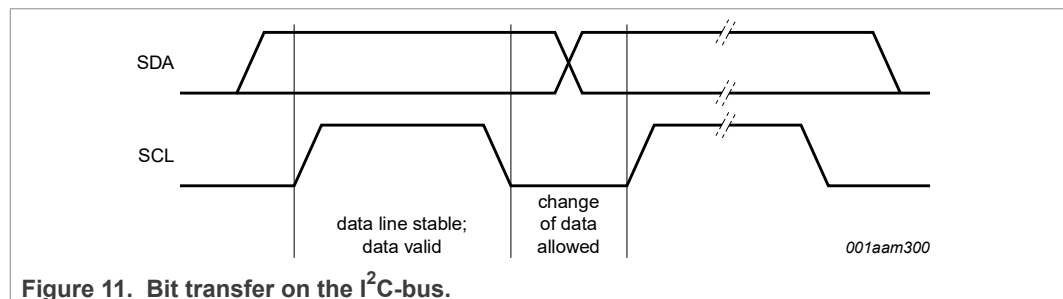 SDA
SCL
data line stable;
data valid
change
of data
allowed
001aam300
Figure 11. Bit transfer on the I²C-bus.